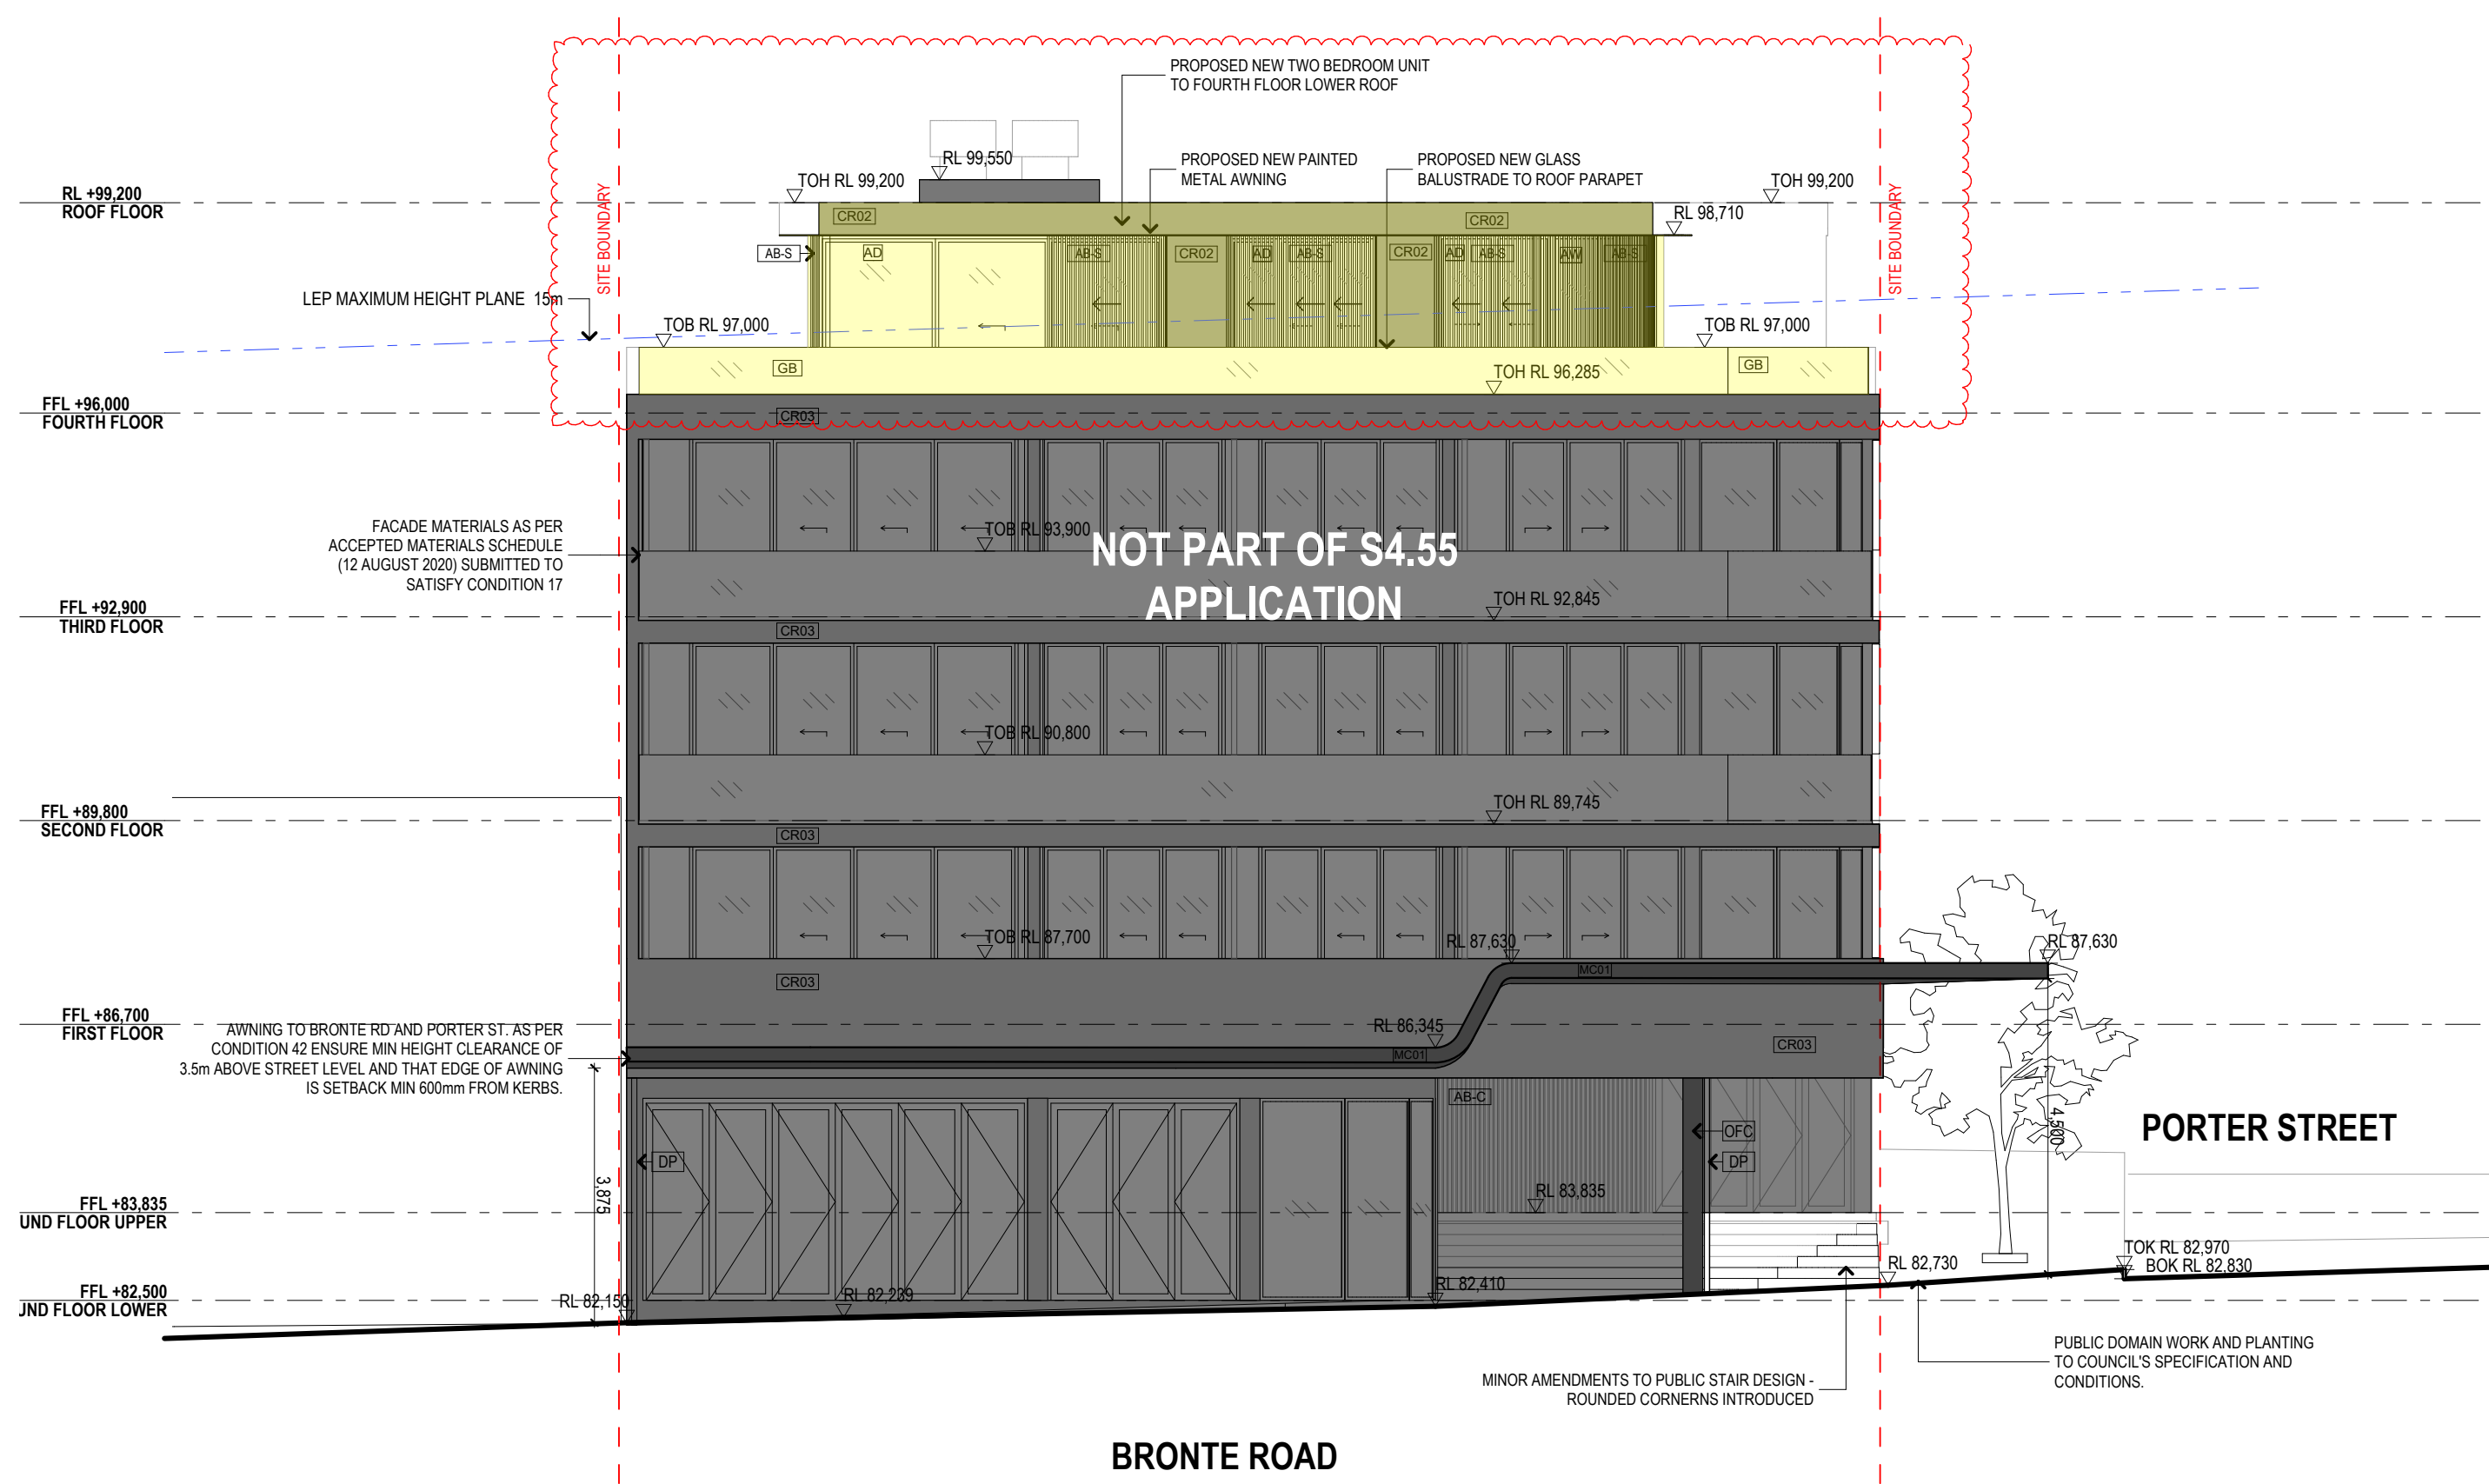 PROPOSED NEW TWO BEDROOM UNIT
TO FOURTH FLOOR LOWER ROOF
RL 99,550
PROPOSED NEW PAINTED
METAL AWNING
PROPOSED NEW GLASS
BALUSTRADE TO ROOF PARAPET
TOH RL 99,200
TOH 99,200
RL +99,200
ROOF FLOOR
SITE BOUNDARY
SITE BOUNDARY
CR02
CR02
RL 98,710
AB-S
AD
AB-S
CR02
AD
AB-S
CR02
AD
AB-S
AW
AB-S
LEP MAXIMUM HEIGHT PLANE 15m
TOB RL 97,000
TOB RL 97,000
GB
TOH RL 96,285
GB
FFL +96,000
FOURTH FLOOR
CR03
FACADE MATERIALS AS PER
ACCEPTED MATERIALS SCHEDULE
(12 AUGUST 2020) SUBMITTED TO
SATISFY CONDITION 17
TOB RL 93,900
NOT PART OF S4.55
APPLICATION
TOH RL 92,845
FFL +92,900
THIRD FLOOR
CR03
TOB RL 90,800
TOH RL 89,745
FFL +89,800
SECOND FLOOR
CR03
TOB RL 87,700
RL 87,630
RL 87,630
MC01
CR03
FFL +86,700
FIRST FLOOR
AWNING TO BRONTE RD AND PORTER ST. AS PER
CONDITION 42 ENSURE MIN HEIGHT CLEARANCE OF
3.5m ABOVE STREET LEVEL AND THAT EDGE OF AWNING
IS SETBACK MIN 600mm FROM KERBS.
RL 86,345
MC01
CR03
AB-C
OFC
4,500
PORTER STREET
DP
DP
3,875
RL 83,835
FFL +83,835
UND FLOOR UPPER
TOK RL 82,970
BOK RL 82,830
RL 82,730
FFL +82,500
UND FLOOR LOWER
RL 82,150
RL 82,239
RL 82,410
PUBLIC DOMAIN WORK AND PLANTING
TO COUNCIL'S SPECIFICATION AND
CONDITIONS.
MINOR AMENDMENTS TO PUBLIC STAIR DESIGN -
ROUNDED CORNERNS INTRODUCED
BRONTE ROAD